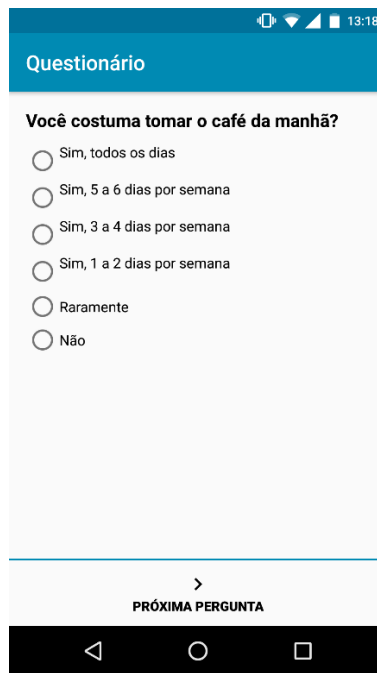 13:18
Questionário
Você costuma tomar o café da manhã?
Sim, todos os dias
Sim, 5 a 6 dias por semana
Sim, 3 a 4 dias por semana
Sim, 1 a 2 dias por semana
Raramente
Não
PRÓXIMA PERGUNTA